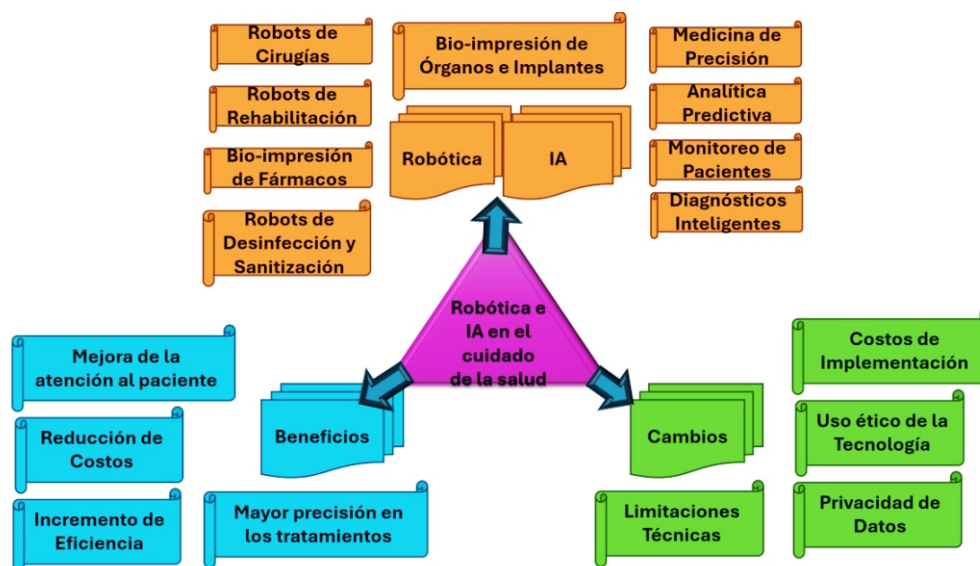 Robots de
Cirugías
Robots de
Rehabilitación
Bio-impresión
de Fármacos
Robots de
Desinfección y
Sanitización
Bio-impresión de
Órganos e Implantes
Robótica
IA
Medicina de
Precisión
Analítica
Predictiva
Monitoreo de
Pacientes
Diagnósticos
Inteligentes
Robótica e
IA en el
cuidado
de la salud
Mejora de la
atención al paciente
Reducción de
Costos
Incremento de
Eficiencia
Beneficios
Mayor precisión en
los tratamientos
Cambios
Limitaciones
Técnicas
Costos de
Implementación
Uso ético de la
Tecnología
Privacidad de
Datos